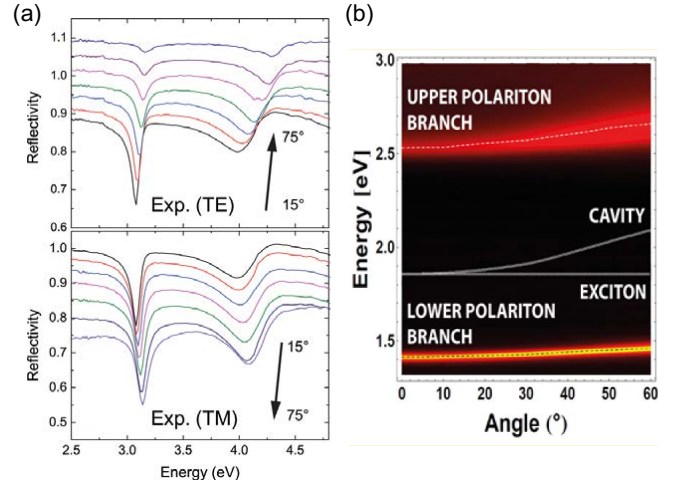 (a)
1.1
1.0
0.9
0.8
0.7
0.6
Reflectivity
75°
15°
Exp. (TE)
1.0
0.9
0.8
0.7
0.6
0.5
Reflectivity
15°
75°
Exp. (TM)
2.5
3.0
3.5
4.0
4.5
Energy (eV)
(b)
3.0
2.5
2.0
1.5
Energy [eV]
UPPER POLARITON
BRANCH
CAVITY
EXCITON
LOWER POLARITON
BRANCH
0
10
20
30
40
50
60
Angle (°)